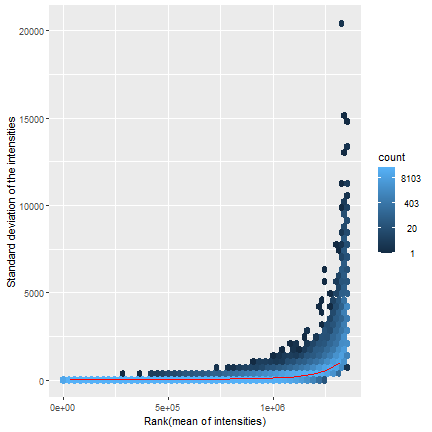 20000
15000
10000
5000
0
Standard deviation of the intensities
0e+00
5e+05
1e+06
Rank(mean of intensities)
count
8103
403
20
1